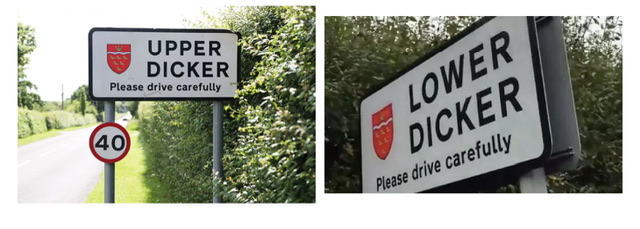 UPPER
DICKER
Please drive carefully
40
LOWER
DICKER
Please drive carefully